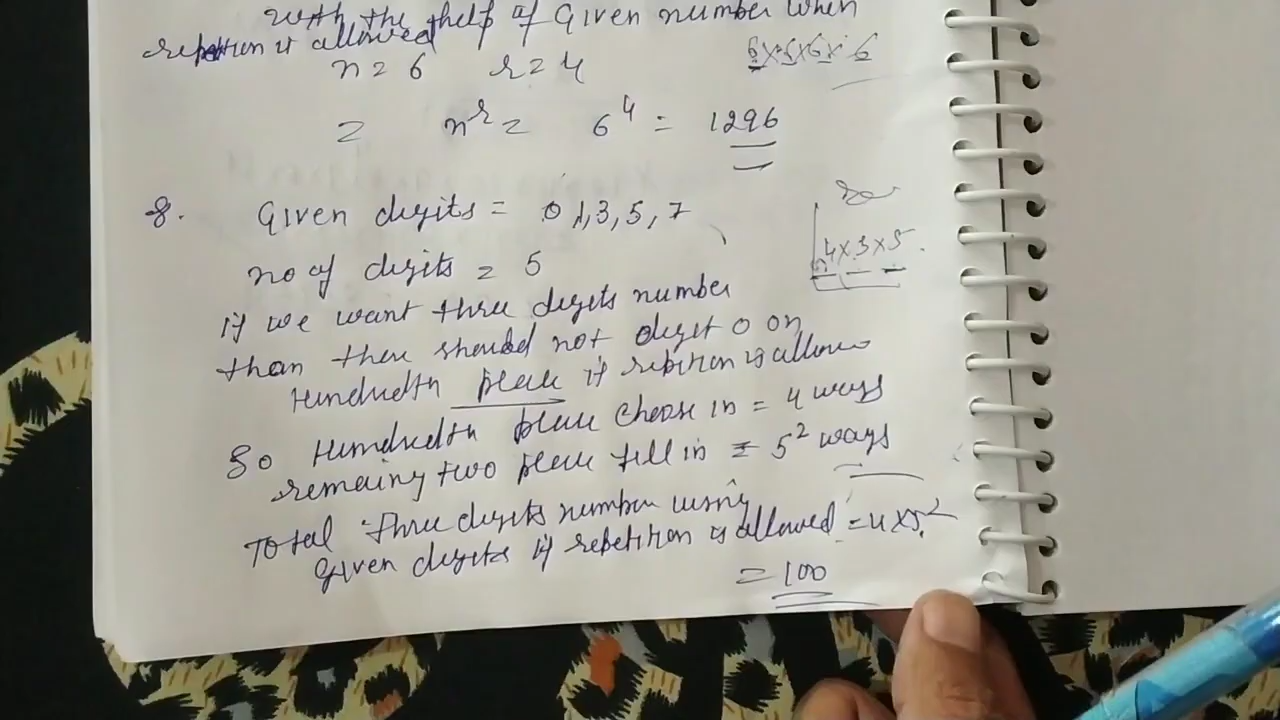 with the help of Given number when
repetition is allowed
n = 6 r = 4
6×6×6×6
= n^r = 6^4 = 1296
8. Given digits = 0 1,3,5,7
4×5×5
no of digits = 5
if we want three digits number
than there should not digit 0 on
Hundredth place if repition is allowe
So Hundredth place choose in = 4 ways
remaing two place fill in = 5^2 ways
Total three digits number using
given digits if repetition is allowed = 4×5^2
= 100